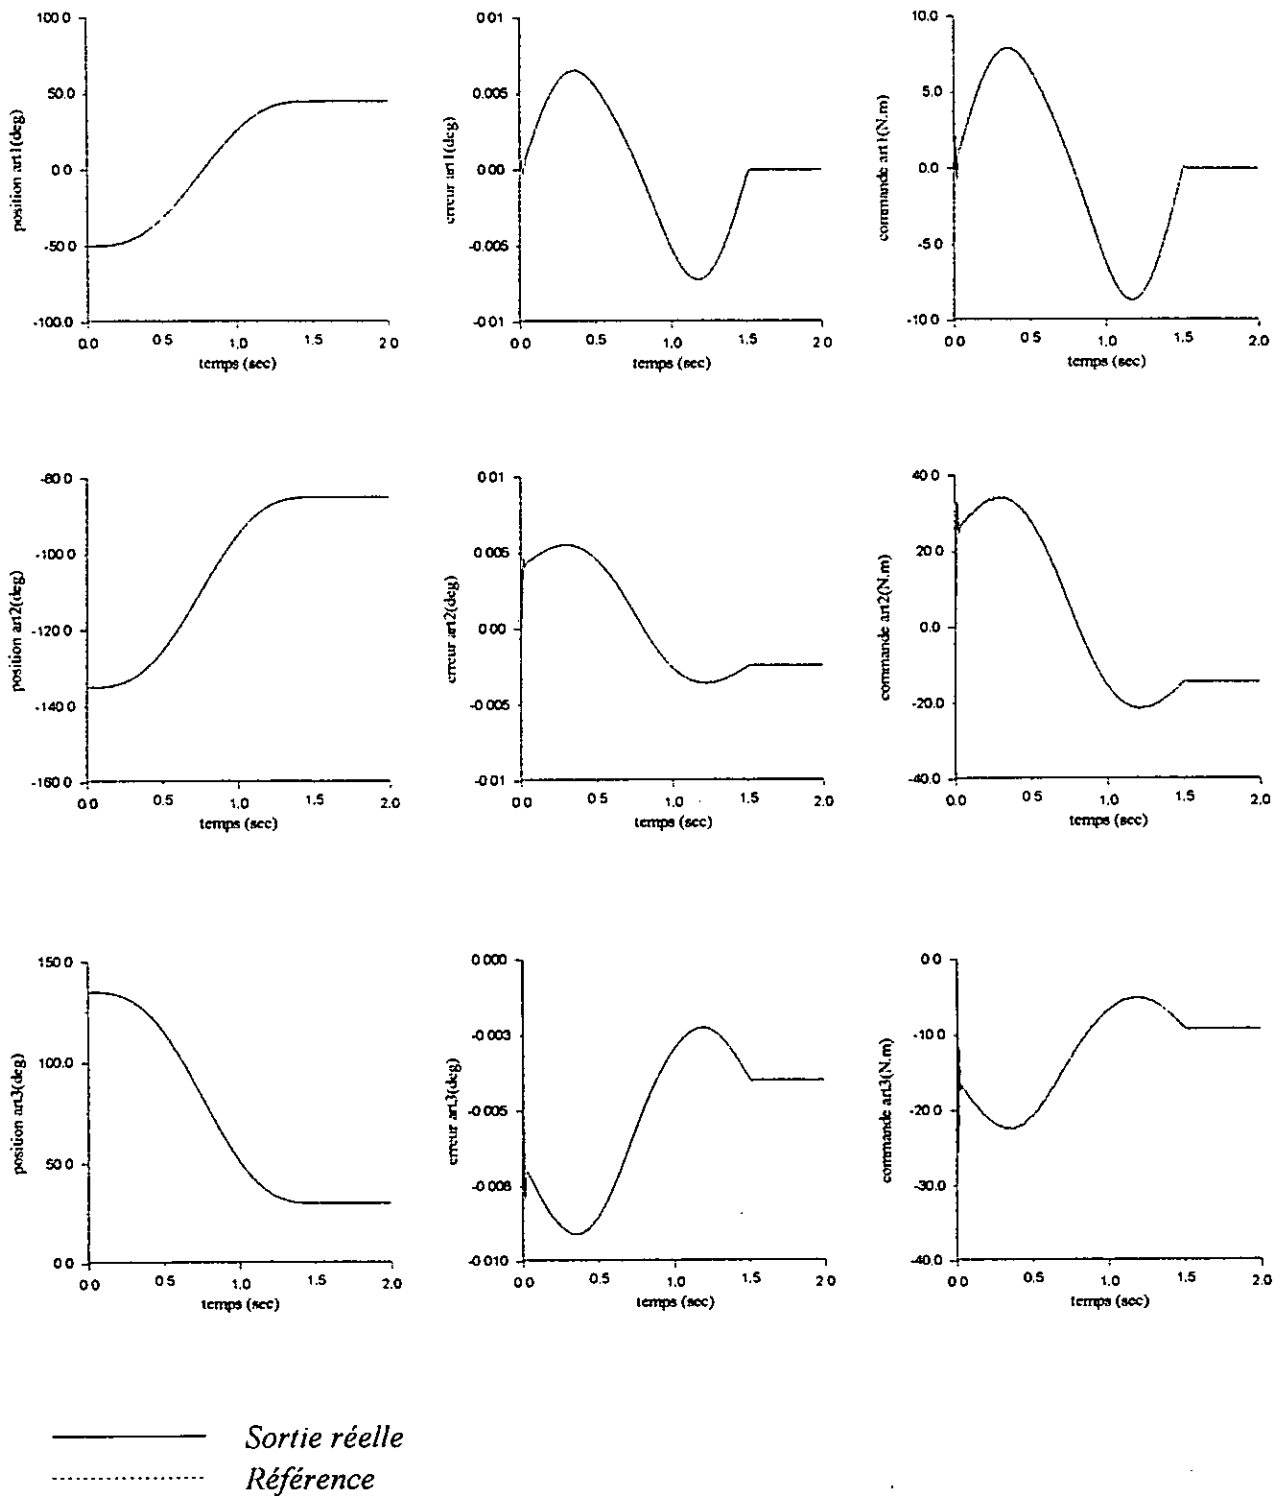 100.0
50.0
0.0
-50.0
-100.0
position art1(deg)
0.0 0.5 1.0 1.5 2.0
temps (sec)
0.01
0.005
0.00
-0.005
-0.01
erreur art1(deg)
0.0 0.5 1.0 1.5 2.0
temps (sec)
10.0
5.0
0.0
-5.0
-10.0
commande art1(N.m)
0.0 0.5 1.0 1.5 2.0
temps (sec)
-80.0
-100.0
-120.0
-140.0
-160.0
position art2(deg)
0.0 0.5 1.0 1.5 2.0
temps (sec)
0.01
0.005
0.00
-0.005
-0.01
erreur art2(deg)
0.0 0.5 1.0 1.5 2.0
temps (sec)
40.0
20.0
0.0
-20.0
-40.0
commande art2(N.m)
0.0 0.5 1.0 1.5 2.0
temps (sec)
150.0
100.0
50.0
0.0
position art3(deg)
0.0 0.5 1.0 1.5 2.0
temps (sec)
0.000
-0.003
-0.005
-0.008
-0.010
erreur art3(deg)
0.0 0.5 1.0 1.5 2.0
temps (sec)
0.0
-10.0
-20.0
-30.0
-40.0
commande art3(N.m)
0.0 0.5 1.0 1.5 2.0
temps (sec)
Sortie réelle
Référence